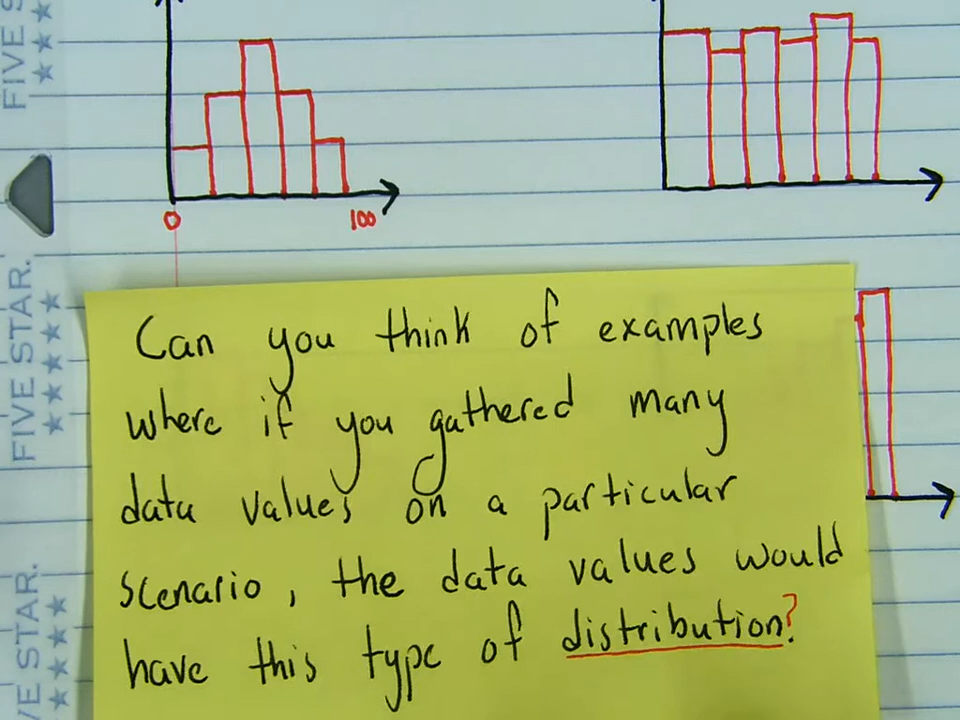 FIVE STAR.
0 100
FIVE STAR.
FIVE STAR.
Can you think of examples
where if you gathered many
data values on a particular
scenario, the data values would
have this type of distribution?